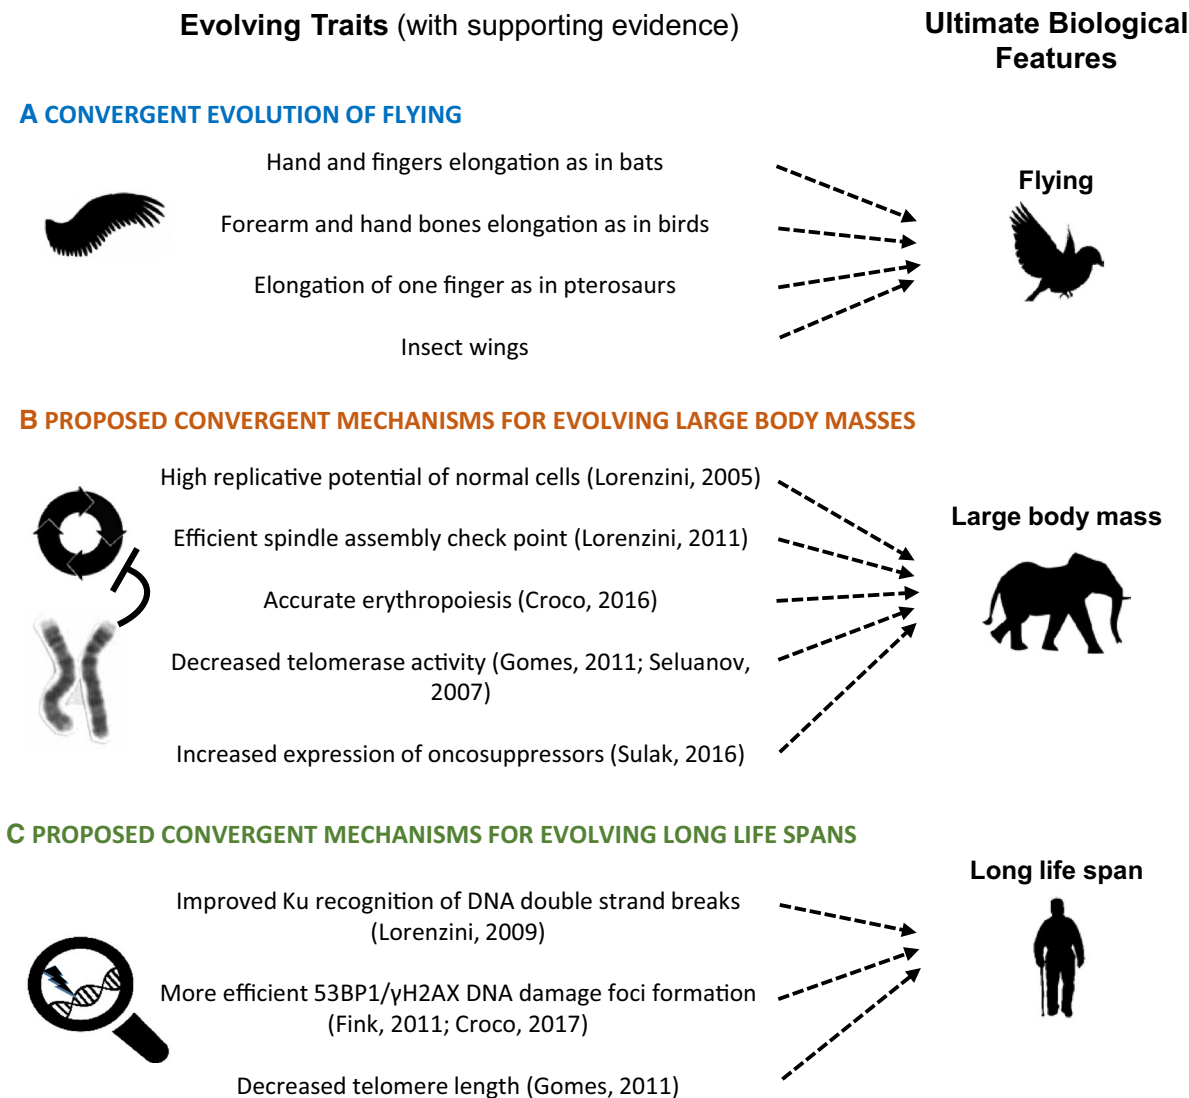 Evolving Traits (with supporting evidence)
Ultimate Biological
Features
A CONVERGENT EVOLUTION OF FLYING
Hand and fingers elongation as in bats
Forearm and hand bones elongation as in birds
Elongation of one finger as in pterosaurs
Insect wings
Flying
B PROPOSED CONVERGENT MECHANISMS FOR EVOLVING LARGE BODY MASSES
High replicative potential of normal cells (Lorenzini, 2005)
Efficient spindle assembly check point (Lorenzini, 2011)
Accurate erythropoiesis (Croco, 2016)
Decreased telomerase activity (Gomes, 2011; Seluanov,
2007)
Increased expression of oncosuppressors (Sulak, 2016)
Large body mass
C PROPOSED CONVERGENT MECHANISMS FOR EVOLVING LONG LIFE SPANS
Improved Ku recognition of DNA double strand breaks
(Lorenzini, 2009)
More efficient 53BP1/γH2AX DNA damage foci formation
(Fink, 2011; Croco, 2017)
Decreased telomere length (Gomes, 2011)
Long life span